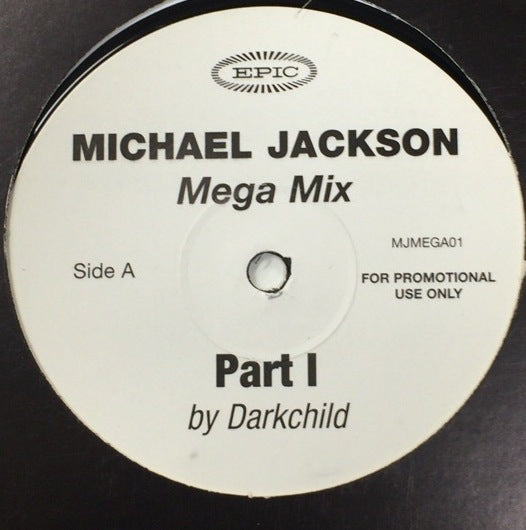 EPIC
MICHAEL JACKSON
Mega Mix
MJMEGA01
Side A
FOR PROMOTIONAL
USE ONLY
Part I
by Darkchild